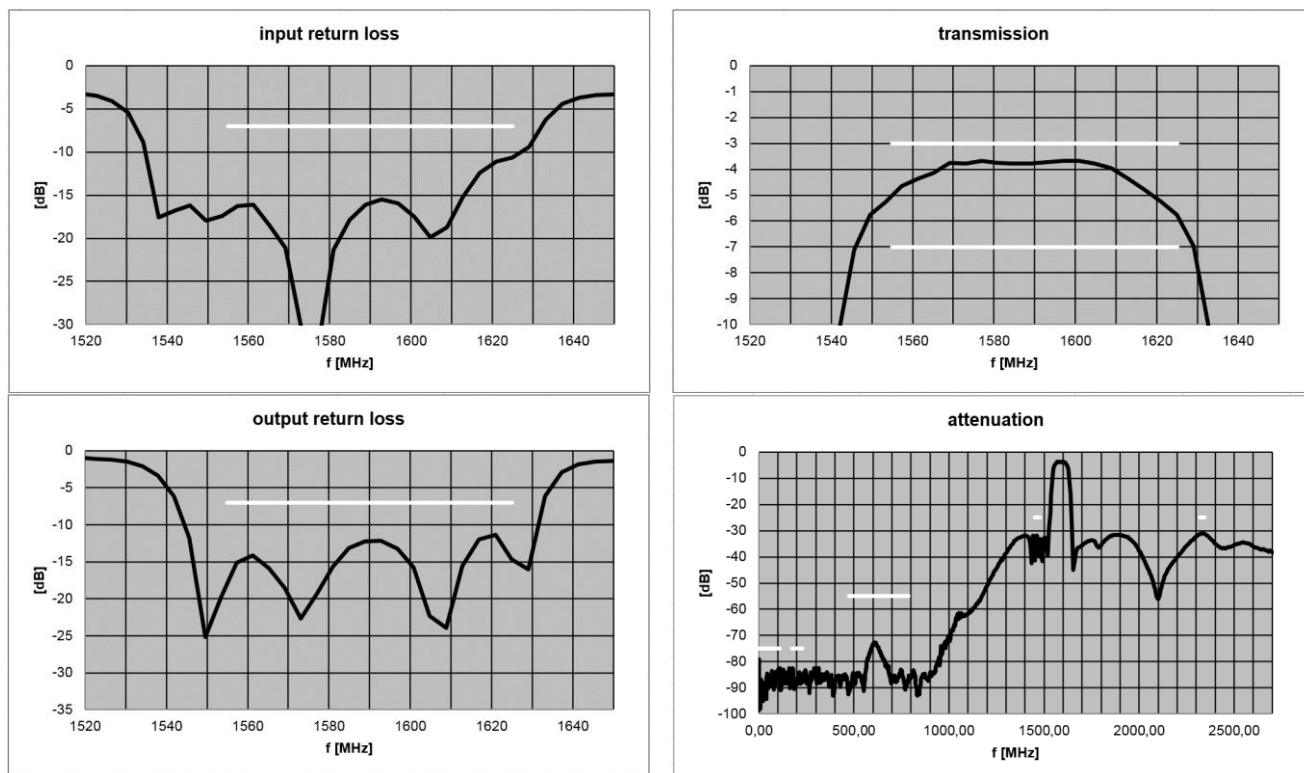 input return loss
0
-5
-10
-15
-20
-25
-30
[dB]
1520 1540 1560 1580 1600 1620 1640
f [MHz]
transmission
0
-1
-2
-3
-4
-5
-6
-7
-8
-9
-10
[dB]
1520 1540 1560 1580 1600 1620 1640
f [MHz]
output return loss
0
-5
-10
-15
-20
-25
-30
-35
[dB]
1520 1540 1560 1580 1600 1620 1640
f [MHz]
attenuation
0
-10
-20
-30
-40
-50
-60
-70
-80
-90
-100
[dB]
0,00 500,00 1000,00 1500,00 2000,00 2500,00
f [MHz]